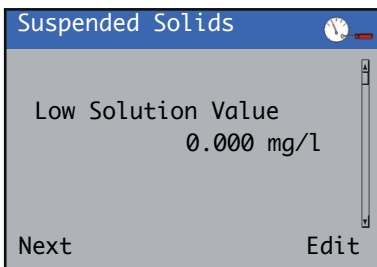 Suspended Solids
Low Solution Value
0.000 mg/l
Next Edit